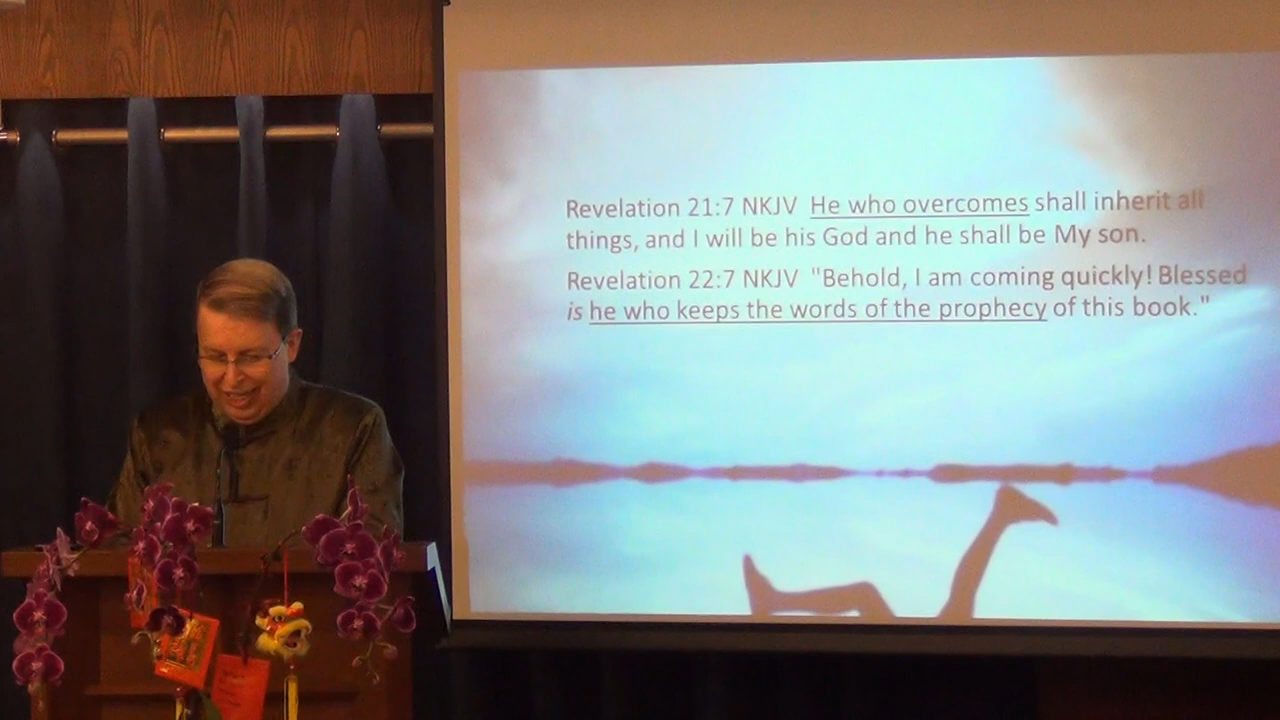 Revelation 21:7 NKJV He who overcomes shall inherit all
things, and I will be his God and he shall be My son.
Revelation 22:7 NKJV "Behold, I am coming quickly! Blessed
is he who keeps the words of the prophecy of this book."